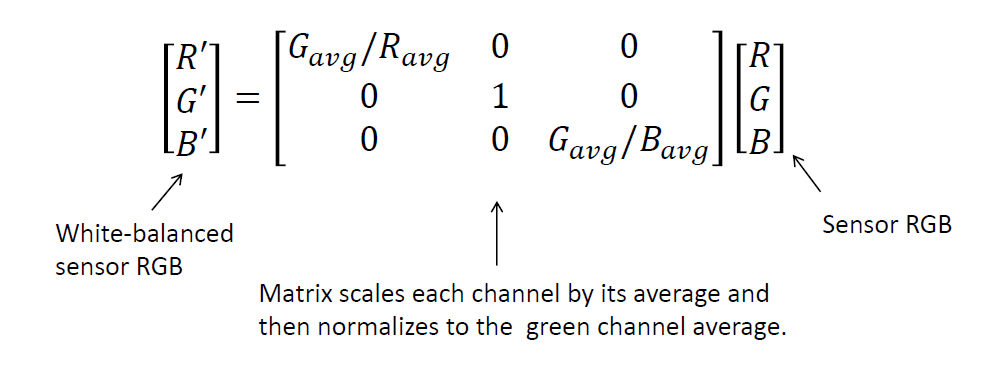 [R′ G′ B′] = [G_avg/R_avg 0 0; 0 1 0; 0 0 G_avg/B_avg] [R G B]
White-balanced
sensor RGB
Sensor RGB
Matrix scales each channel by its average and
then normalizes to the green channel average.